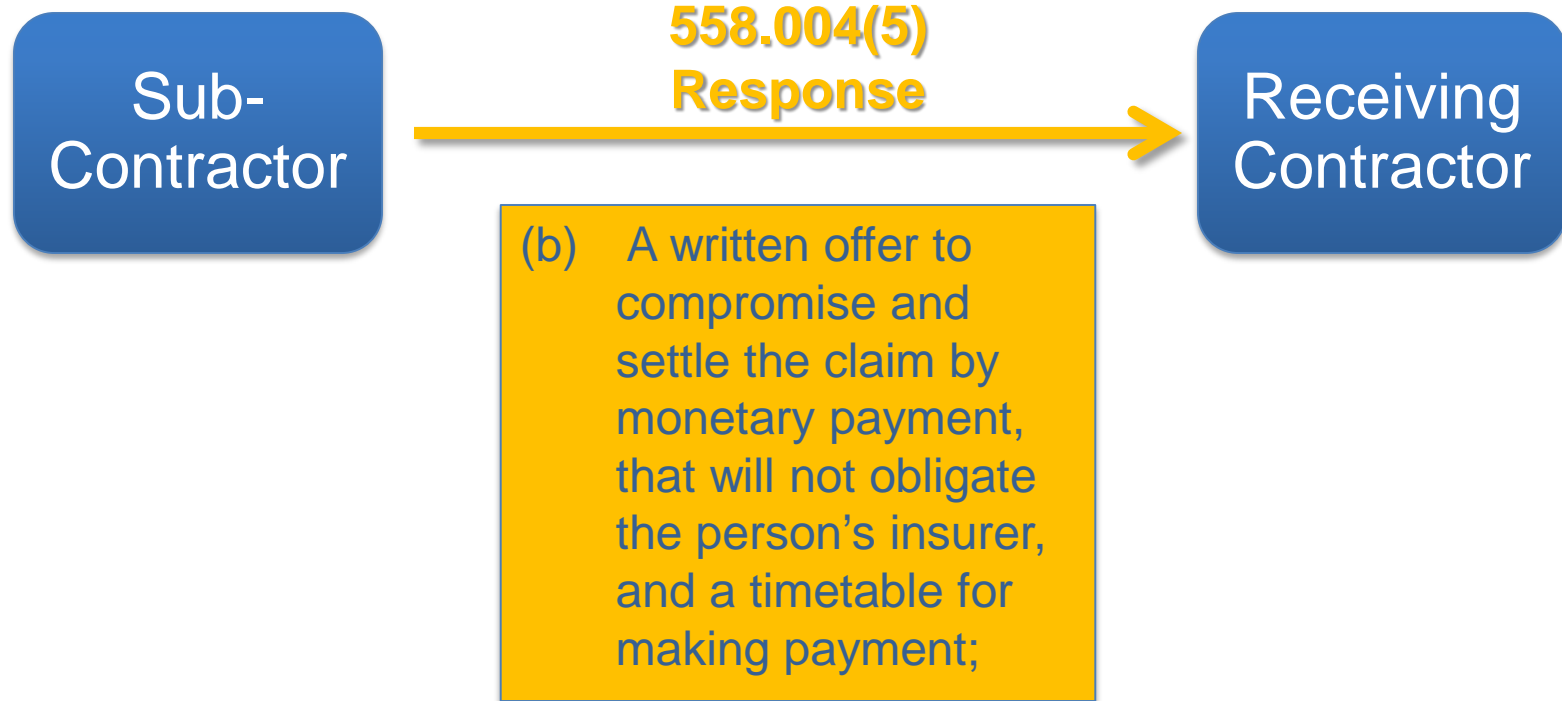 558.004(5)
Response
Sub-
Contractor
Receiving
Contractor
(b) A written offer to
compromise and
settle the claim by
monetary payment,
that will not obligate
the person’s insurer,
and a timetable for
making payment;